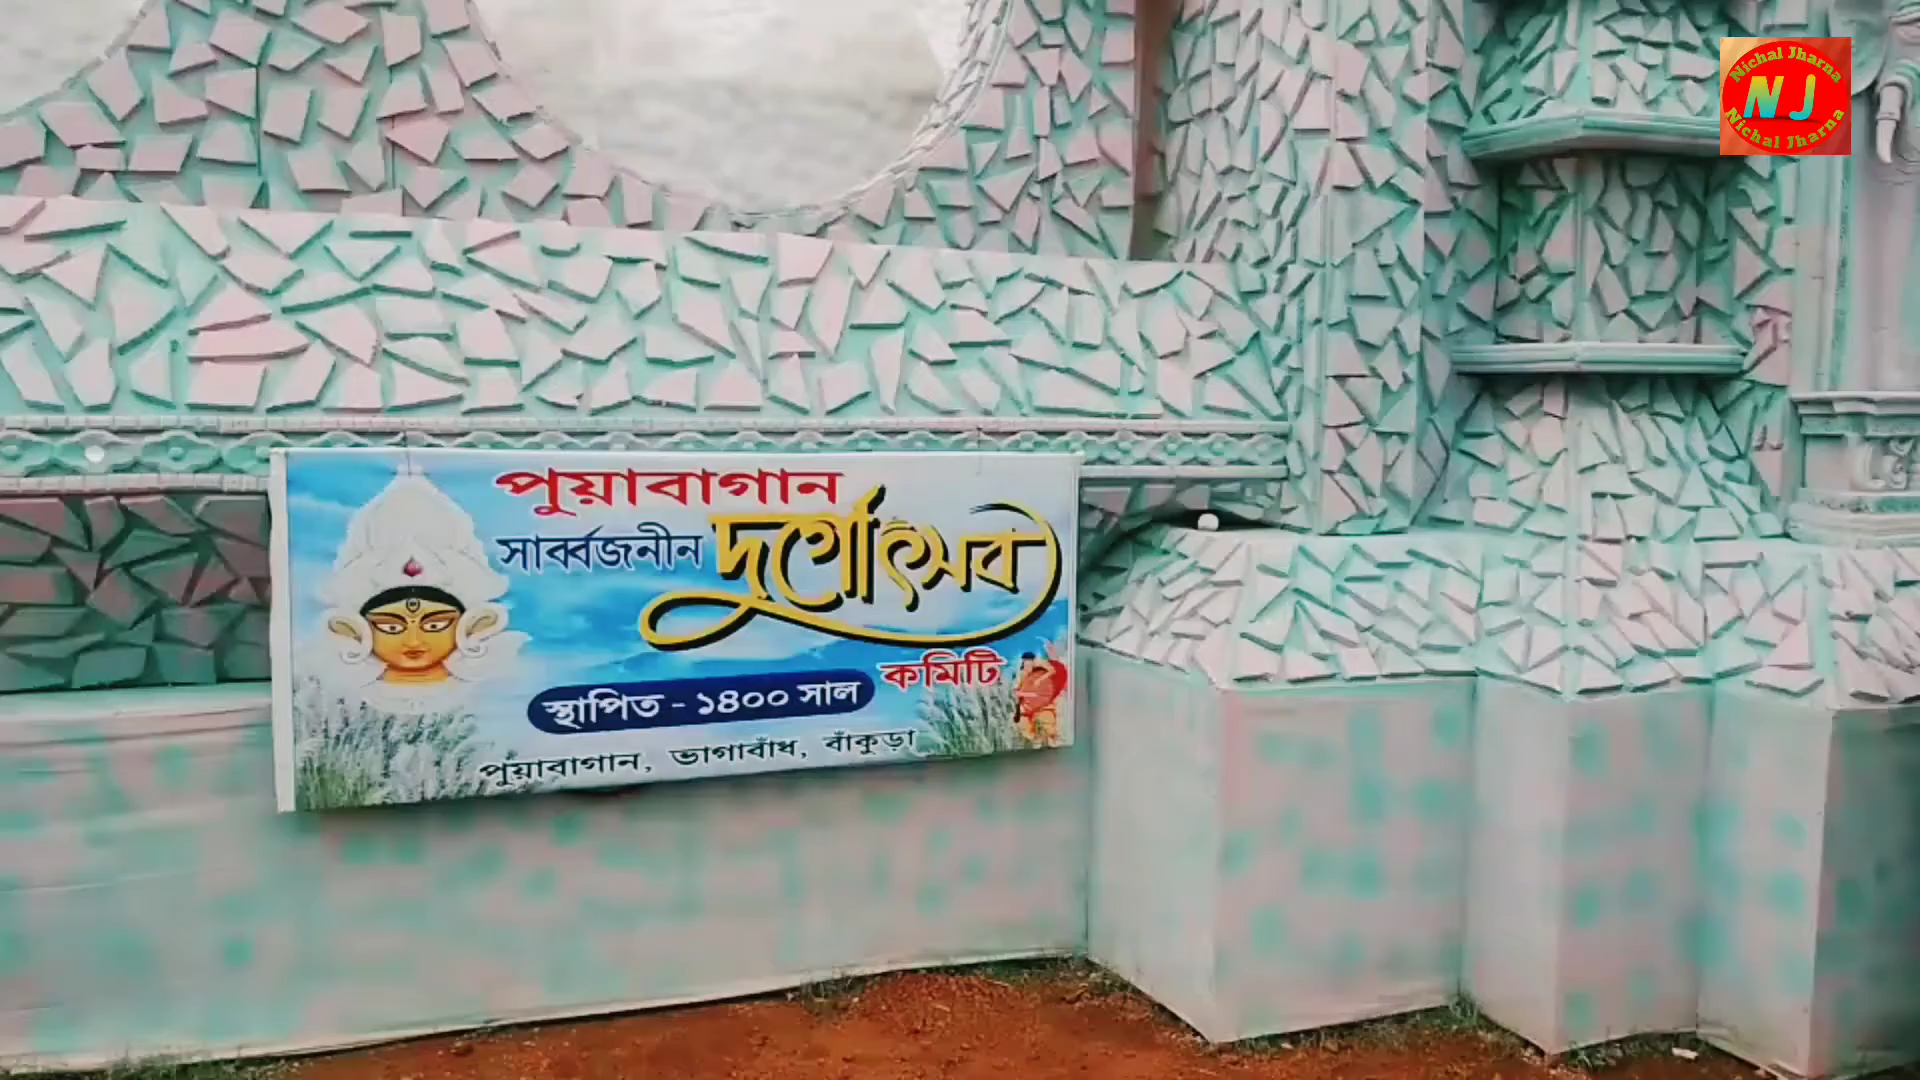 পুয়াবাগান
সার্ব্বজনীন দুর্গোৎসব
কমিটি
স্থাপিত - ১৪০০ সাল
পুয়াবাগান, ভাগাবাঁধ, বাঁকুড়া
Nichal Jharna
NJ
Nichal Jharna